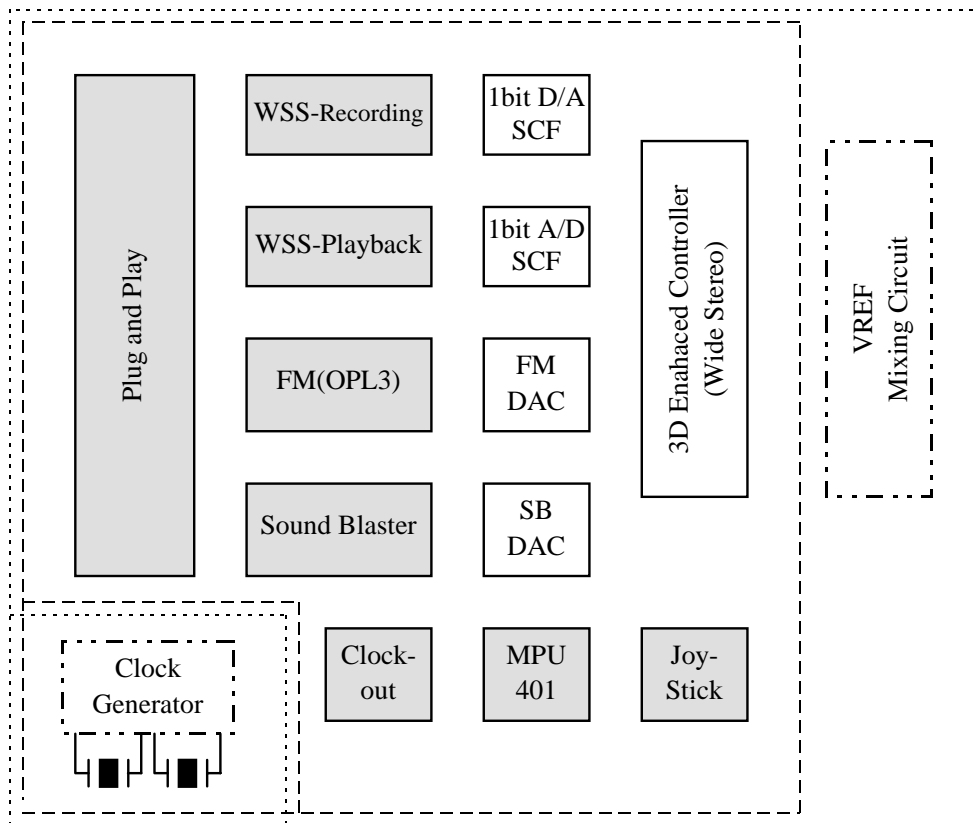 Plug and Play
WSS-Recording
1bit D/A
SCF
WSS-Playback
1bit A/D
SCF
FM(OPL3)
FM
DAC
Sound Blaster
SB
DAC
3D Enahaced Controller
(Wide Stereo)
VREF
Mixing Circuit
Clock
Generator
Clock-
out
MPU
401
Joy-
Stick